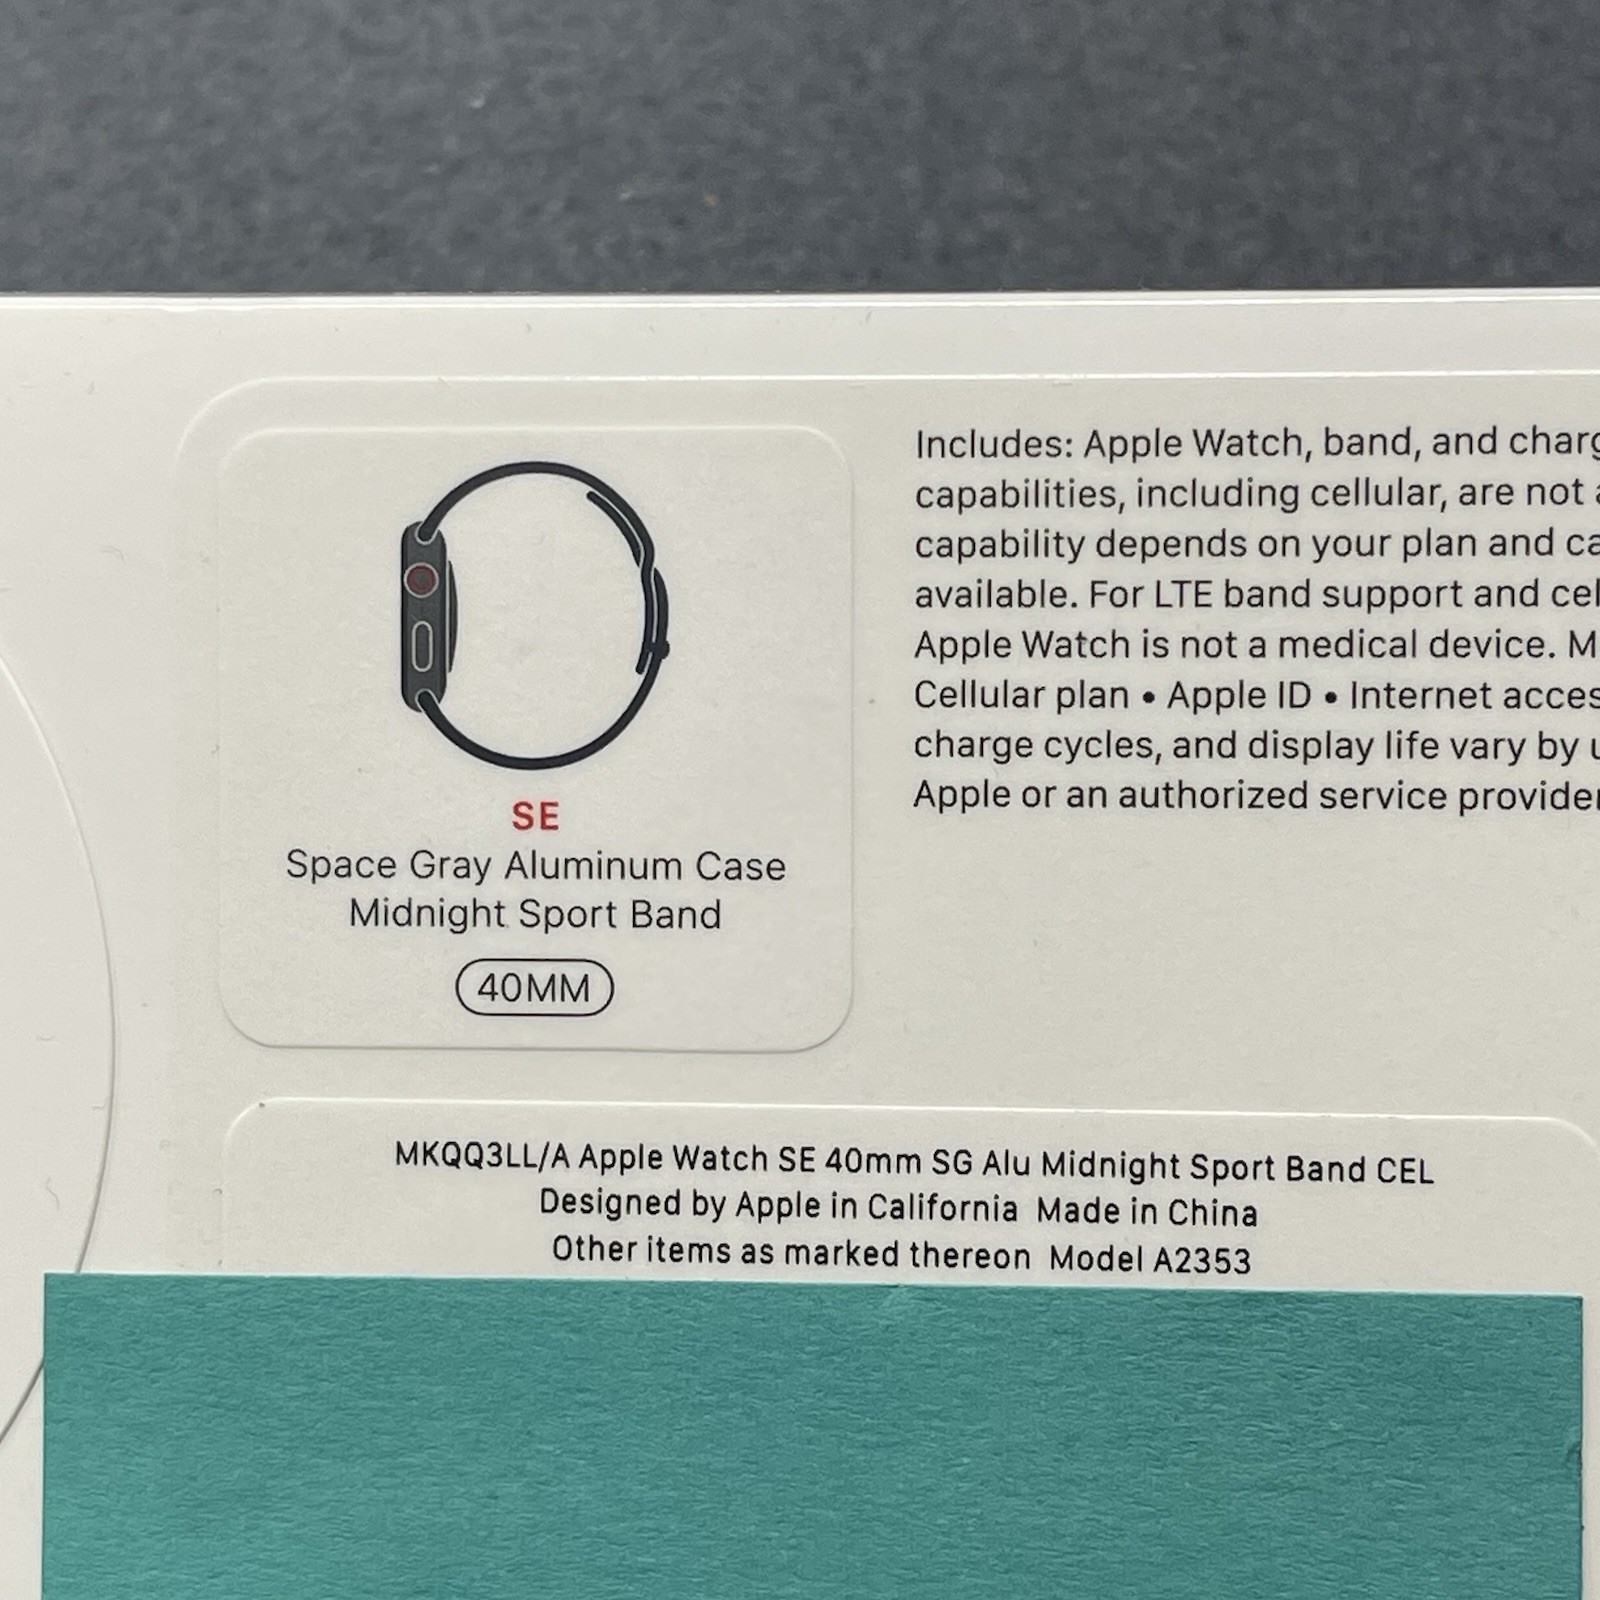 SE
Space Gray Aluminum Case
Midnight Sport Band
40MM
Includes: Apple Watch, band, and
capabilities, including cellular, are not
capability depends on your plan and
available. For LTE band support and
Apple Watch is not a medical device.
Cellular plan • Apple ID • Internet
charge cycles, and display life vary by
Apple or an authorized service
MKQQ3LL/A Apple Watch SE 40mm SG Alu Midnight Sport Band CEL
Designed by Apple in California Made in China
Other items as marked thereon Model A2353